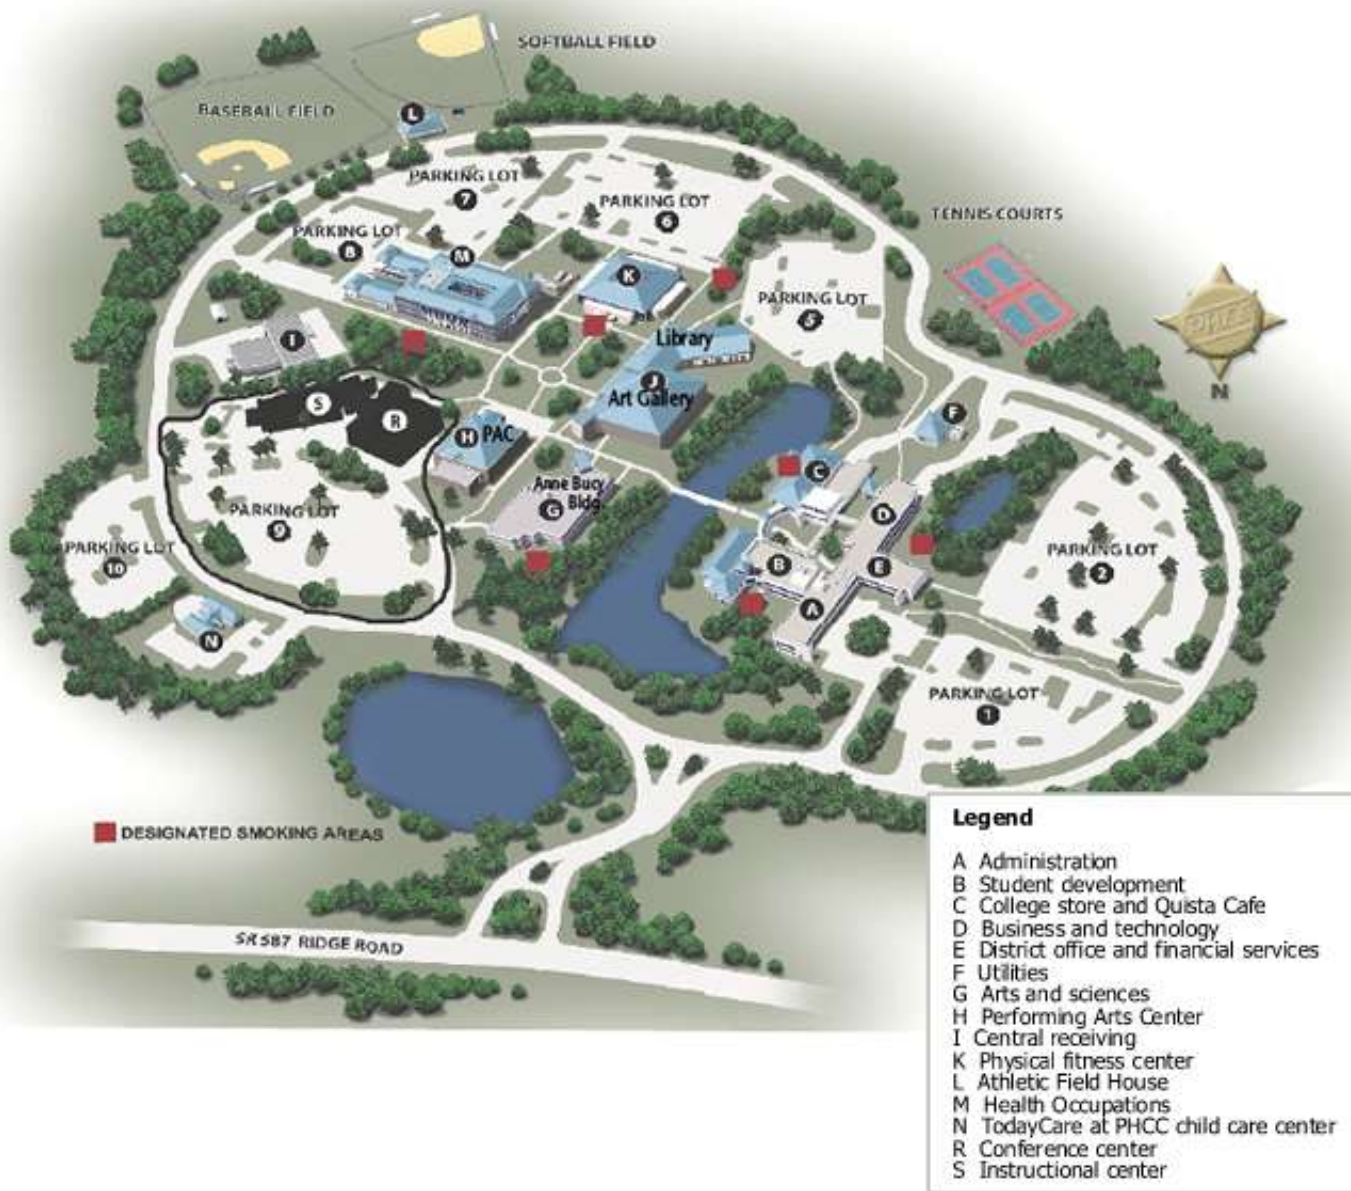 SOFTBALL FIELD
BASEBALL FIELD
L
PARKING LOT
7
PARKING LOT
6
TENNIS COURTS
PARKING LOT
8
M
K
PARKING LOT
5
I
Library
J
Art Gallery
N
S
R
H PAC
F
C
Anne Bucy
Bldg.
G
D
PARKING LOT
9
PARKING LOT
10
B
E
A
PARKING LOT
2
N
PARKING LOT
1
DESIGNATED SMOKING AREAS
SR 587 RIDGE ROAD
Legend
A Administration
B Student development
C College store and Quista Cafe
D Business and technology
E District office and financial services
F Utilities
G Arts and sciences
H Performing Arts Center
I Central receiving
K Physical fitness center
L Athletic Field House
M Health Occupations
N TodayCare at PHCC child care center
R Conference center
S Instructional center